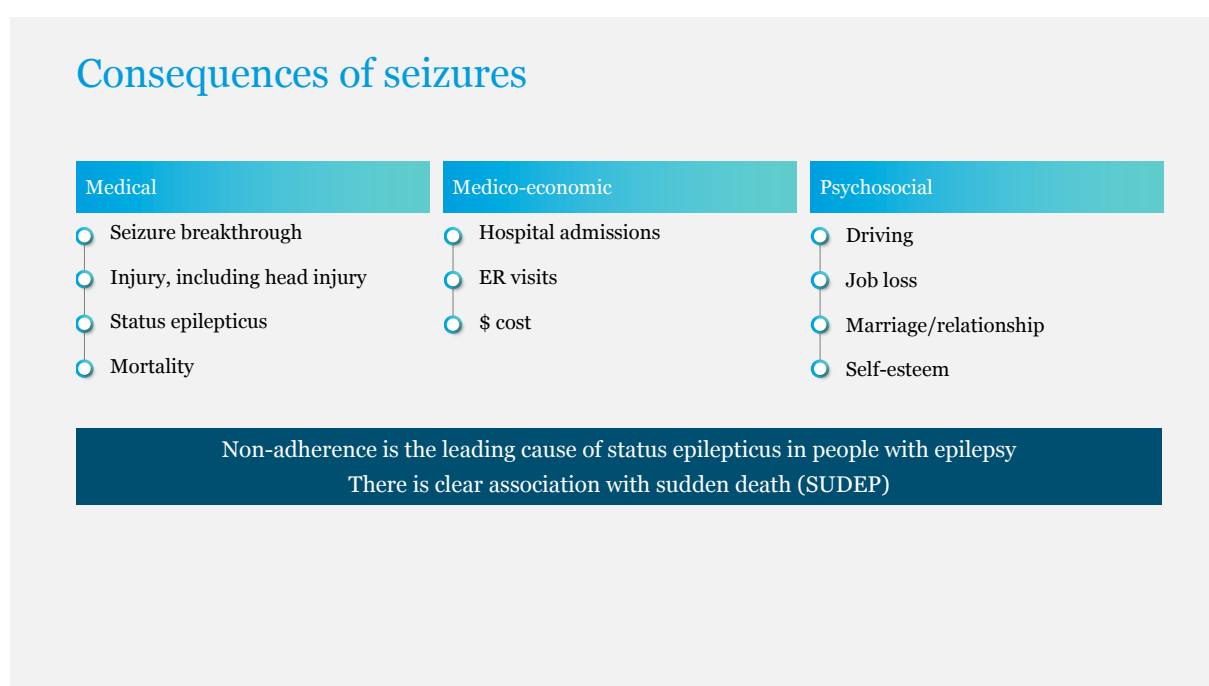 Consequences of seizures
Medical
Seizure breakthrough
Injury, including head injury
Status epilepticus
Mortality
Medico-economic
Hospital admissions
ER visits
$ cost
Psychosocial
Driving
Job loss
Marriage/relationship
Self-esteem
Non-adherence is the leading cause of status epilepticus in people with epilepsy
There is clear association with sudden death (SUDEP)